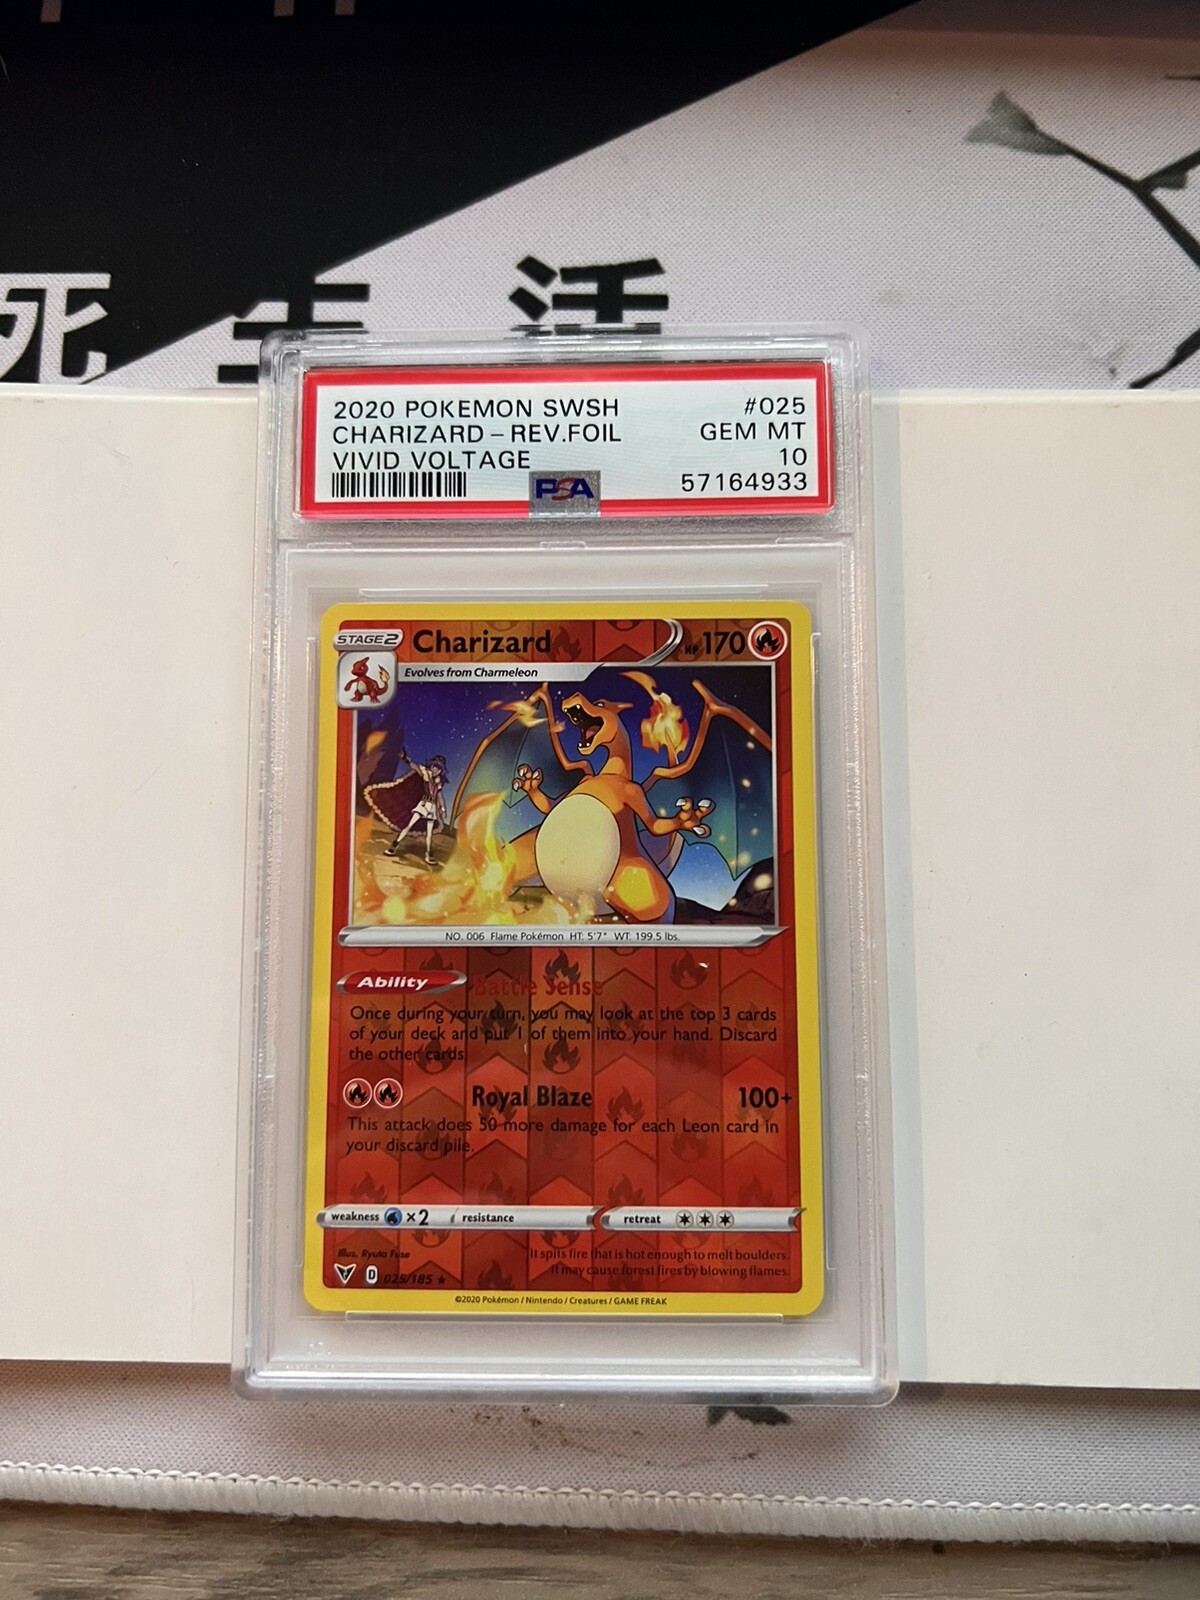 死 生 活
2020 POKEMON SWSH #025
CHARIZARD - REV.FOIL GEM MT
VIVID VOLTAGE 10
PSA 57164933
STAGE 2 Charizard HP 170
Evolves from Charmeleon
NO. 006 Flame Pokémon HT: 5'7" WT: 199.5 lbs.
Ability Battle Sense
Once during your turn, you may look at the top 3 cards
of your deck and put 1 of them into your hand. Discard
the other cards.
Royal Blaze 100+
This attack does 50 more damage for each Leon card in
your discard pile.
weakness ×2 resistance retreat
Illus. Ryuta Fuse It spits fire that is hot enough to melt boulders.
It may cause forest fires by blowing flames.
D 025/185 ★
©2020 Pokémon / Nintendo / Creatures / GAME FREAK